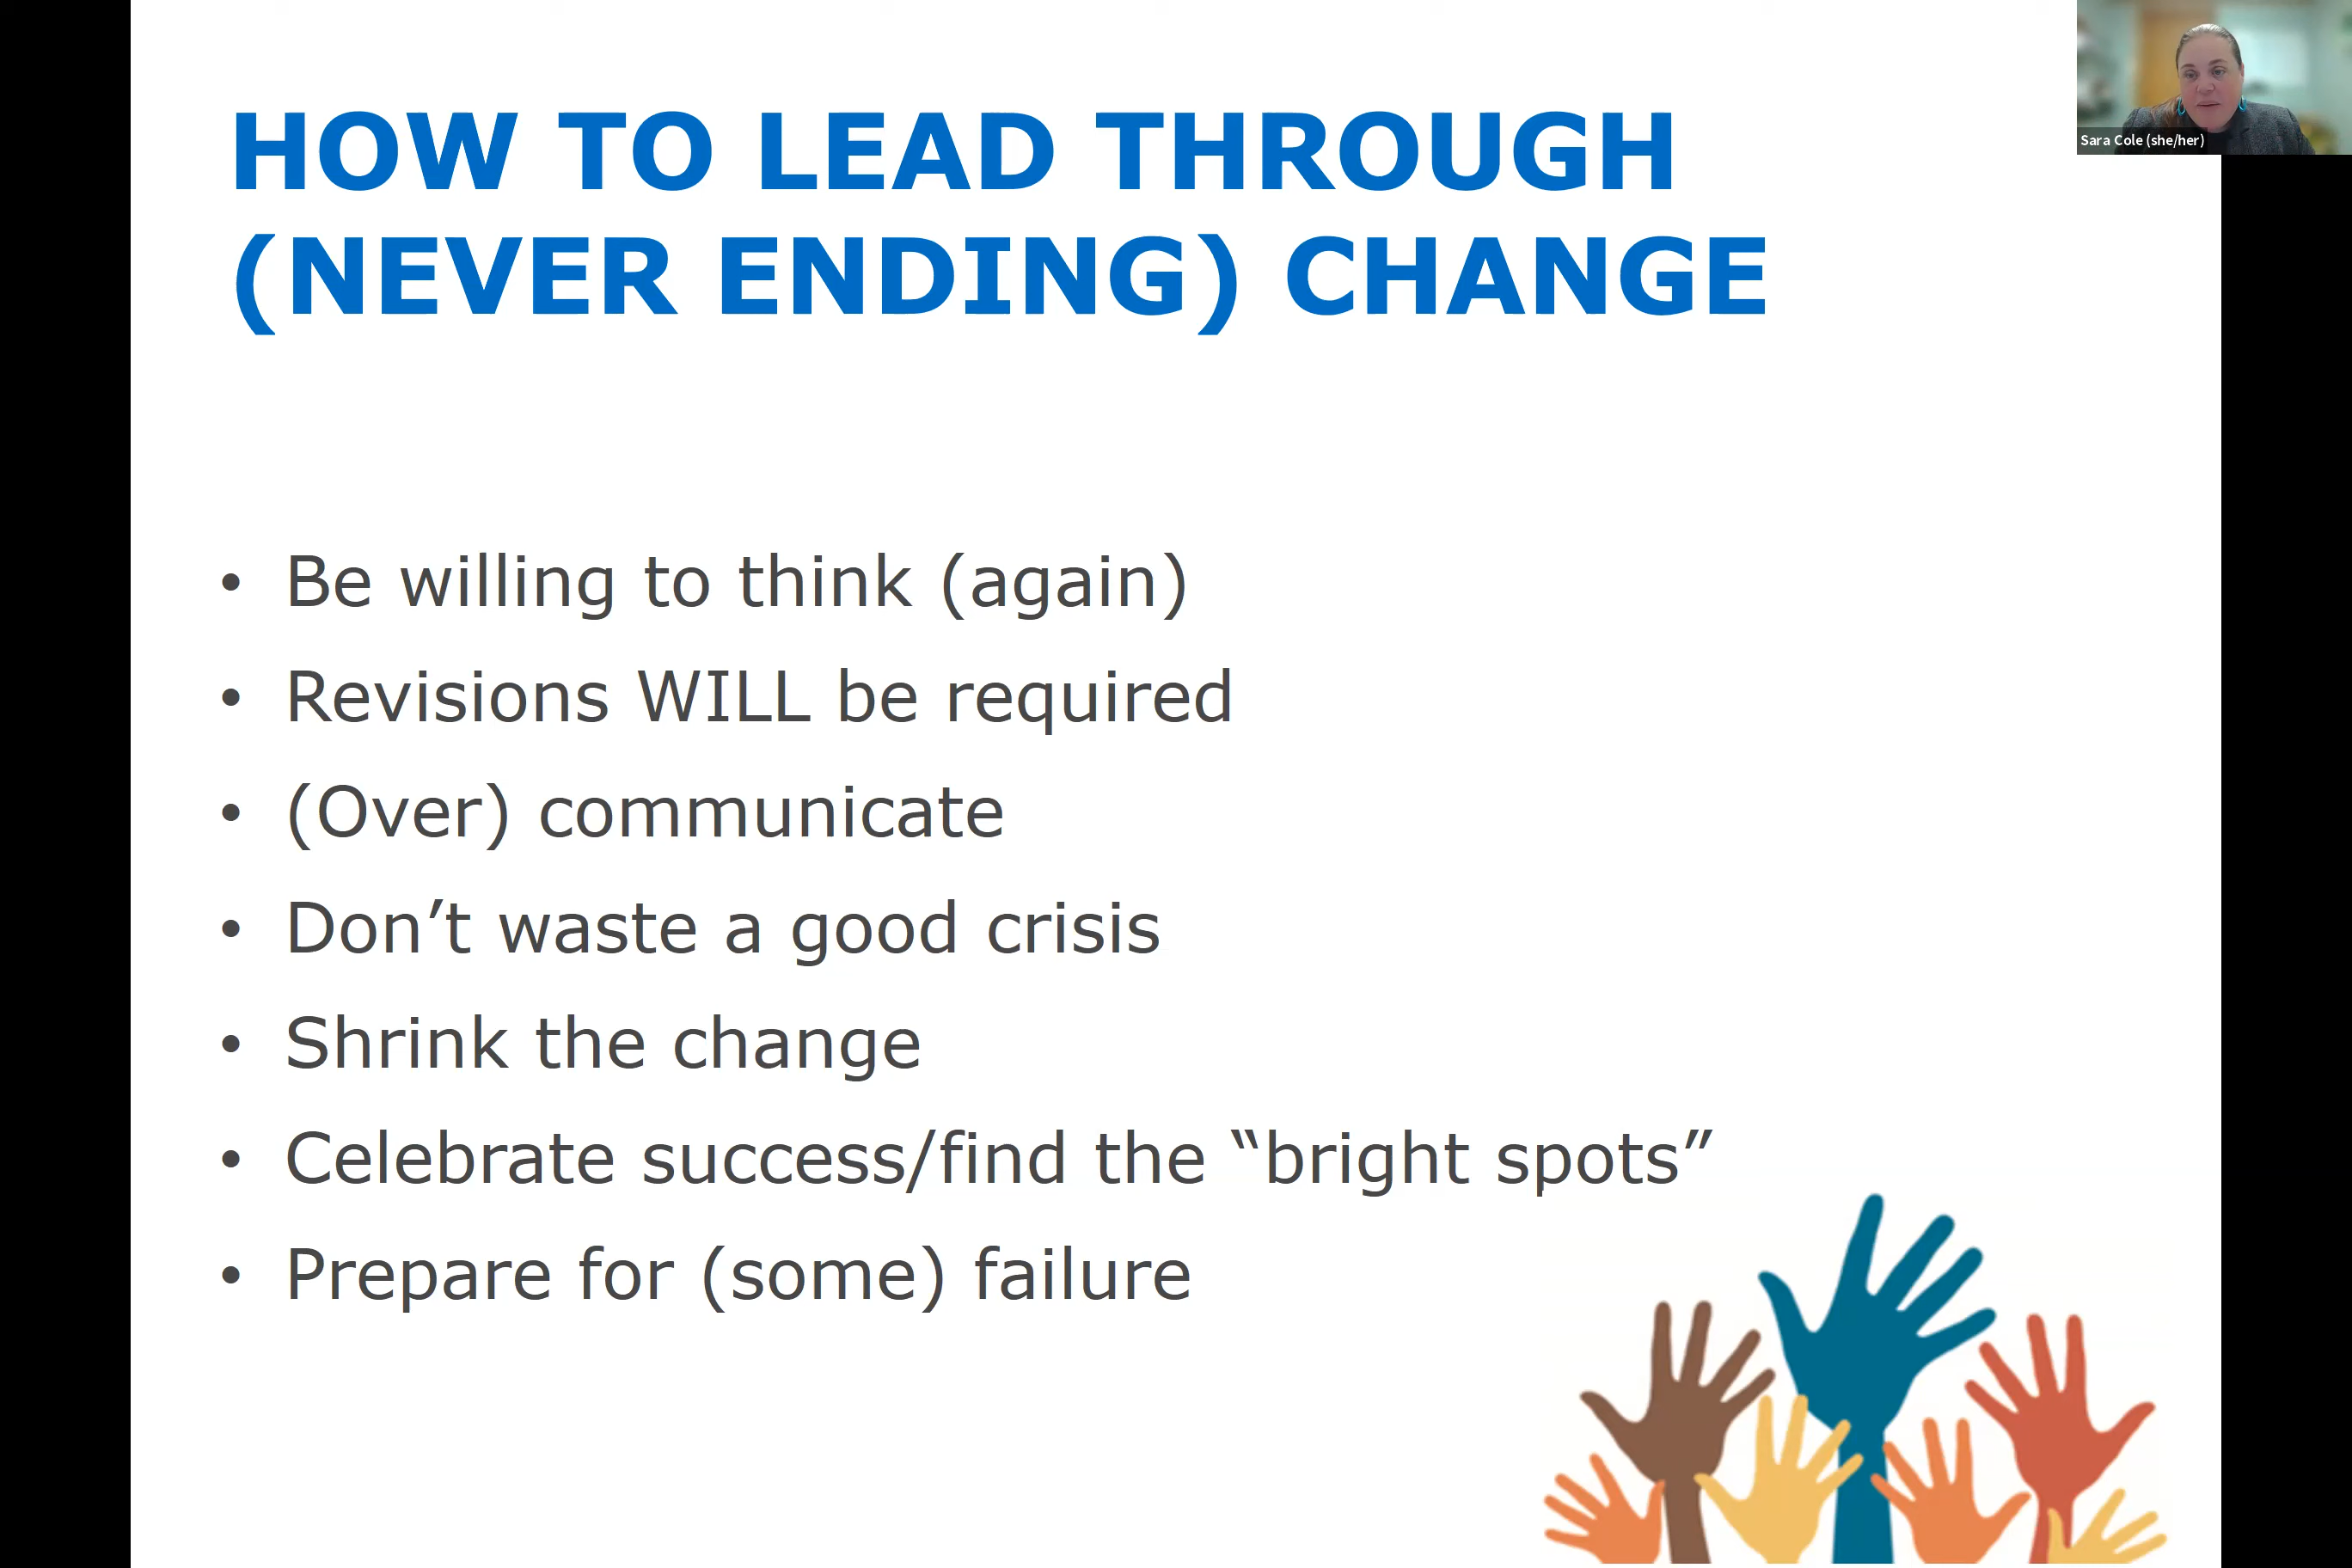 HOW TO LEAD THROUGH
(NEVER ENDING) CHANGE
• Be willing to think (again)
• Revisions WILL be required
• (Over) communicate
• Don’t waste a good crisis
• Shrink the change
• Celebrate success/find the “bright spots”
• Prepare for (some) failure
Sara Cole (she/her)